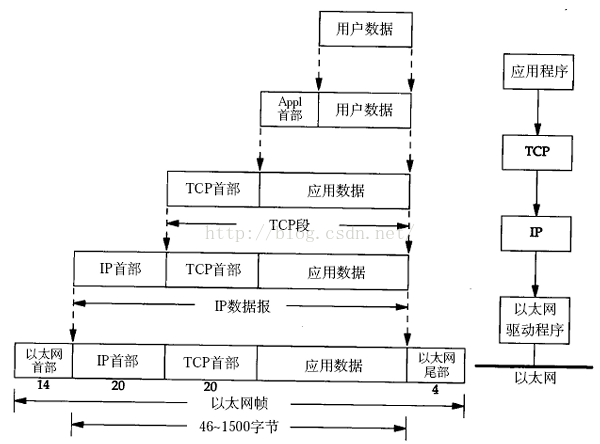 用户数据
应用程序
Appl
首部
用户数据
TCP
TCP首部
应用数据
TCP段
http://blog.csdn.net
IP
IP首部
TCP首部
应用数据
IP数据报
以太网
驱动程序
以太网
首部
IP首部
TCP首部
应用数据
以太网
尾部
以太网
14
20
20
4
以太网帧
46~1500字节